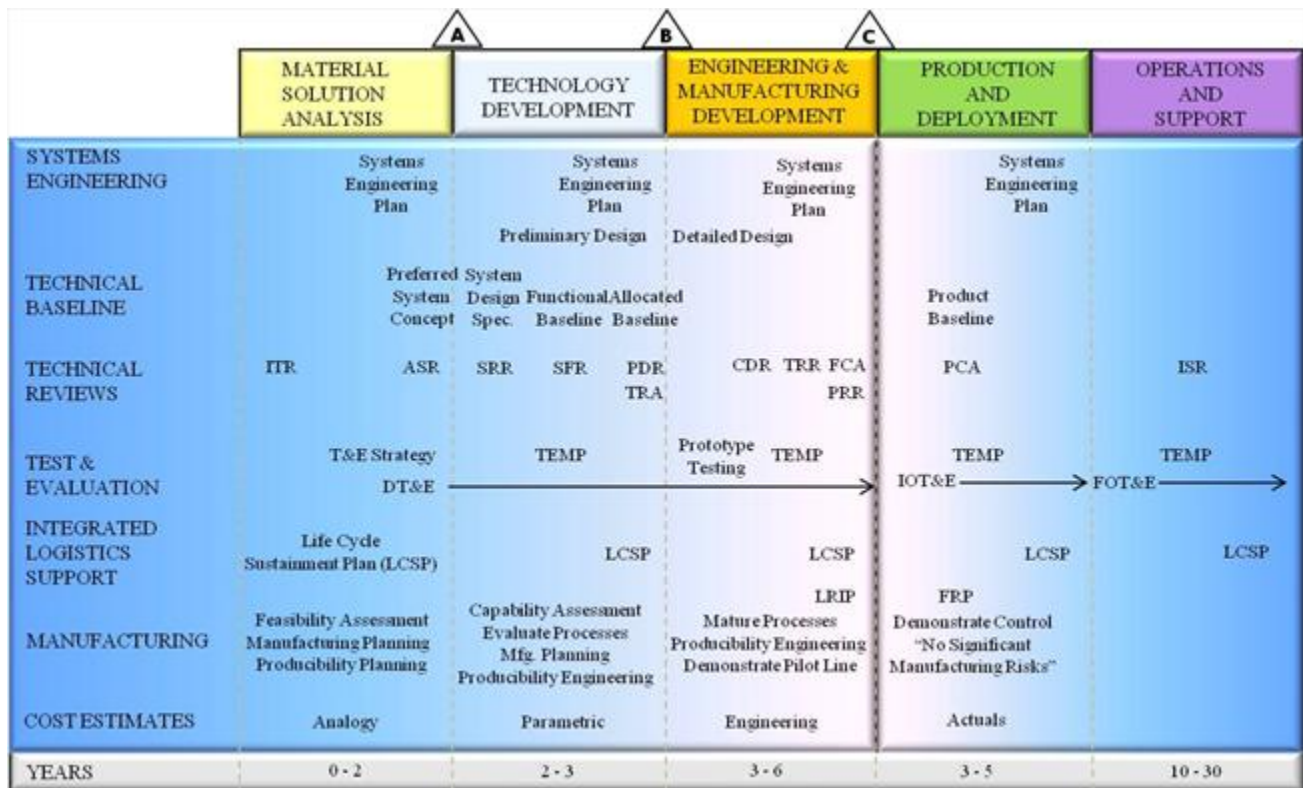 A
B
C
MATERIAL
SOLUTION
ANALYSIS
TECHNOLOGY
DEVELOPMENT
ENGINEERING &
MANUFACTURING
DEVELOPMENT
PRODUCTION
AND
DEPLOYMENT
OPERATIONS
AND
SUPPORT
SYSTEMS
ENGINEERING
Systems
Engineering
Plan
Systems
Engineering
Plan
Preliminary Design
Systems
Engineering
Plan
Detailed Design
Systems
Engineering
Plan
TECHNICAL
BASELINE
Preferred
System
Concept
System
Design
Spec.
Functional
Baseline
Allocated
Baseline
Product
Baseline
TECHNICAL
REVIEWS
ITR
ASR
SRR
SFR
PDR
TRA
CDR
TRR
FCA
PRR
PCA
ISR
TEST &
EVALUATION
T&E Strategy
DT&E
TEMP
Prototype
Testing
TEMP
TEMP
IOT&E
TEMP
FOT&E
INTEGRATED
LOGISTICS
SUPPORT
Life Cycle
Sustainment Plan (LCSP)
LCSP
LCSP
LCSP
LCSP
MANUFACTURING
Feasibility Assessment
Manufacturing Planning
Producibility Planning
Capability Assessment
Evaluate Processes
Mfg. Planning
Producibility Engineering
LRIP
Mature Processes
Producibility Engineering
Demonstrate Pilot Line
FRP
Demonstrate Control
“No Significant
Manufacturing Risks”
COST ESTIMATES
Analogy
Parametric
Engineering
Actuals
YEARS
0 - 2
2 - 3
3 - 6
3 - 5
10 - 30